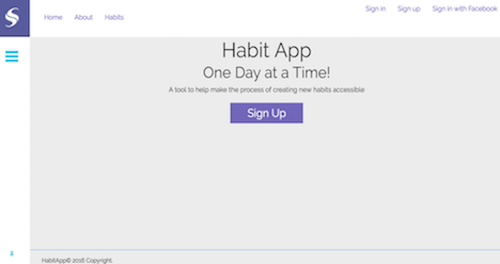 Home About Habits
Sign in Sign up Sign in with Facebook
Habit App
One Day at a Time!
A tool to help make the process of creating new habits accessible
Sign Up
HabitApp© 2016 Copyright.